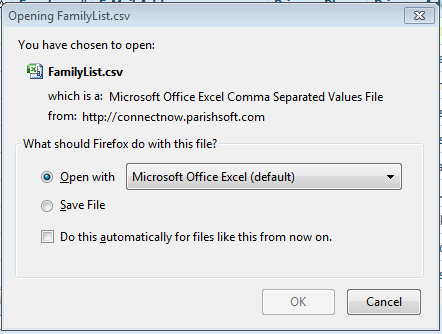 Opening FamilyList.csv
You have chosen to open:
FamilyList.csv
which is a: Microsoft Office Excel Comma Separated Values File
from: http://connectnow.parishsoft.com
What should Firefox do with this file?
Open with Microsoft Office Excel (default)
Save File
Do this automatically for files like this from now on.
OK Cancel